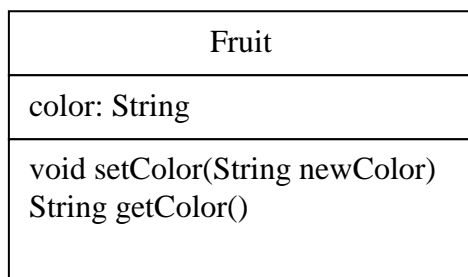 Fruit
color: String
void setColor(String newColor)
String getColor()